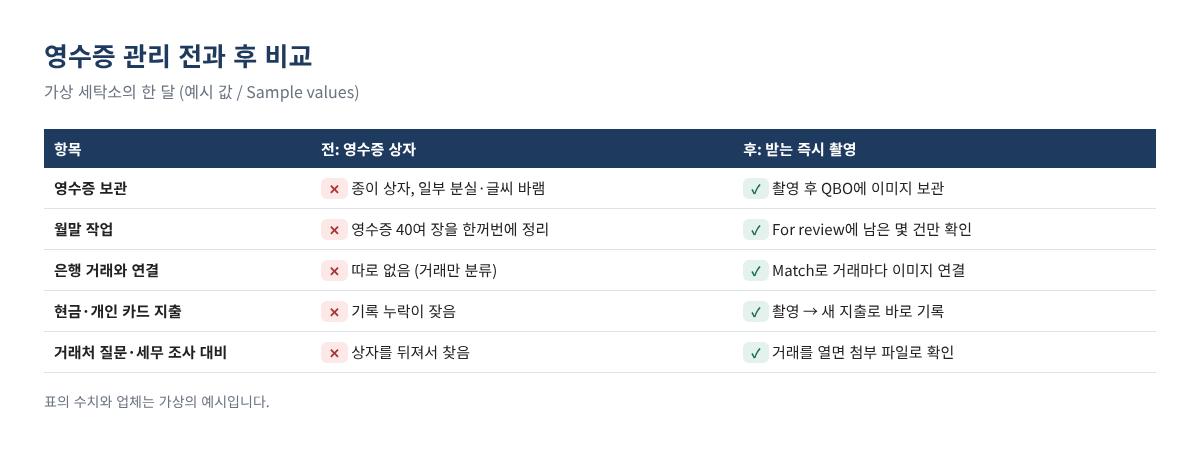 영수증 관리 전과 후 비교
가상 세탁소의 한 달 (예시 값 / Sample values)
항목 전: 영수증 상자 후: 받는 즉시 촬영
영수증 보관 × 종이 상자, 일부 분실·글씨 바램 ✓ 촬영 후 QBO에 이미지 보관
월말 작업 × 영수증 40여 장을 한꺼번에 정리 ✓ For review에 남은 몇 건만 확인
은행 거래와 연결 × 따로 없음 (거래만 분류) ✓ Match로 거래마다 이미지 연결
현금·개인 카드 지출 × 기록 누락이 잦음 ✓ 촬영 → 새 지출로 바로 기록
거래처 질문·세무 조사 대비 × 상자를 뒤져서 찾음 ✓ 거래를 열면 첨부 파일로 확인
표의 수치와 업체는 가상의 예시입니다.